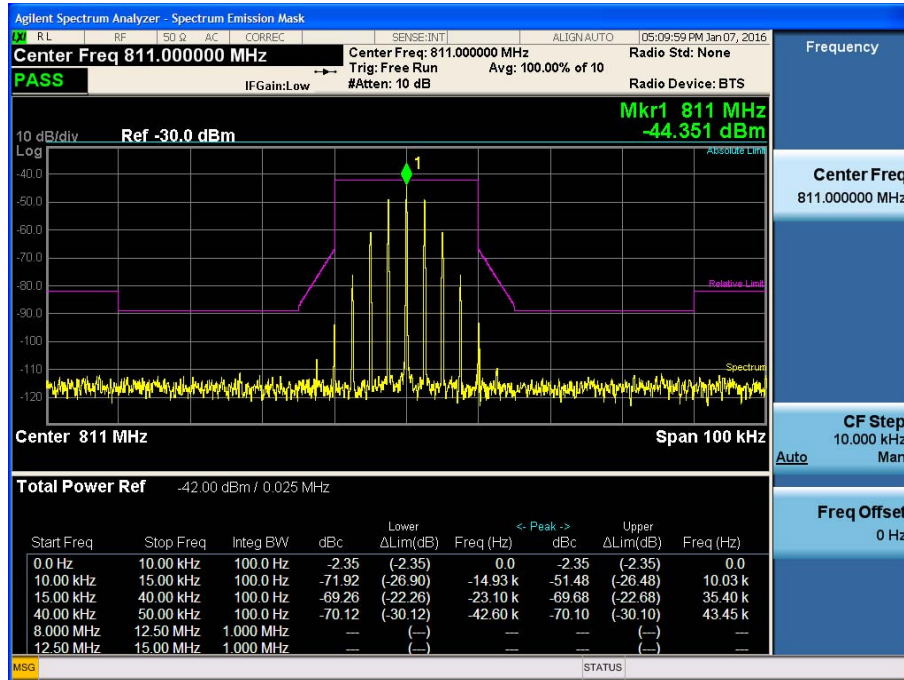 Agilent Spectrum Analyzer - Spectrum Emission Mask
LXI RL RF 50 Ω AC CORREC SENSE:INT ALIGN AUTO 05:09:59 PM Jan 07, 2016
Center Freq 811.000000 MHz
Center Freq: 811.000000 MHz
Radio Std: None
Trig: Free Run
Avg: 100.00% of 10
PASS
IFGain:Low
#Atten: 10 dB
Radio Device: BTS
Mkr1 811 MHz
-44.351 dBm
10 dB/div
Ref -30.0 dBm
Log
Absolute Limit
1
-40.0
-50.0
-60.0
-70.0
-80.0
Relative Limit
-90.0
-100
-110
Spectrum
-120
Center 811 MHz
Span 100 kHz
Total Power Ref -42.00 dBm / 0.025 MHz
Lower <- Peak -> Upper
Start Freq Stop Freq Integ BW dBc ΔLim(dB) Freq (Hz) dBc ΔLim(dB) Freq (Hz)
0.0 Hz 10.00 kHz 100.0 Hz -2.35 (-2.35) 0.0 -2.35 (-2.35) 0.0
10.00 kHz 15.00 kHz 100.0 Hz -71.92 (-26.90) -14.93 k -51.48 (-26.48) 10.03 k
15.00 kHz 40.00 kHz 100.0 Hz -69.26 (-22.26) -23.10 k -69.68 (-22.68) 35.40 k
40.00 kHz 50.00 kHz 100.0 Hz -70.12 (-30.12) -42.60 k -70.10 (-30.10) 43.45 k
8.000 MHz 12.50 MHz 1.000 MHz --- (---) --- --- (---) ---
12.50 MHz 15.00 MHz 1.000 MHz --- (---) --- --- (---) ---
MSG
STATUS
Frequency
Center Freq
811.000000 MHz
CF Step
10.000 kHz
Auto Man
Freq Offset
0 Hz